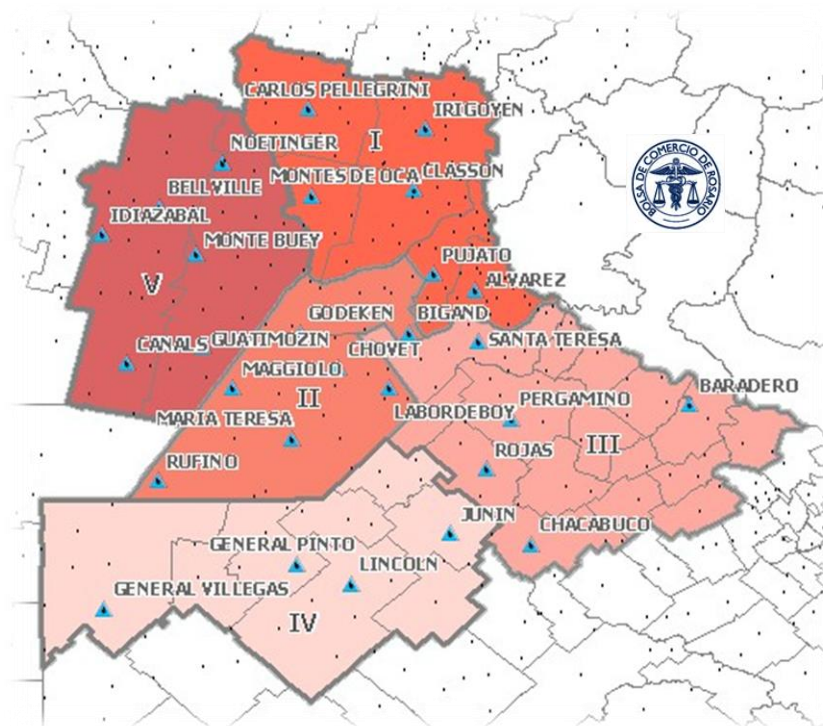 CARLOS PELLEGRINI
IRIGOYEN
I
NOETINGER
BOLSA DE COMERCIO DE ROSARIO
BELLVILLE
MONTES DE OCA
CLASSON
IDIAZABAL
MONTE BUEY
PUJATO
ALVAREZ
V
GODEKEN
BIGAND
CANALS
GUATIMOZIN
CHOVET
SANTA TERESA
MAGGIOLO
II
BARADERO
MARIA TERESA
LABORDEBOY
PERGAMINO
III
RUFINO
ROJAS
JUNIN
CHACABUCO
GENERAL PINTO
LINCOLN
GENERAL VILLEGAS
IV